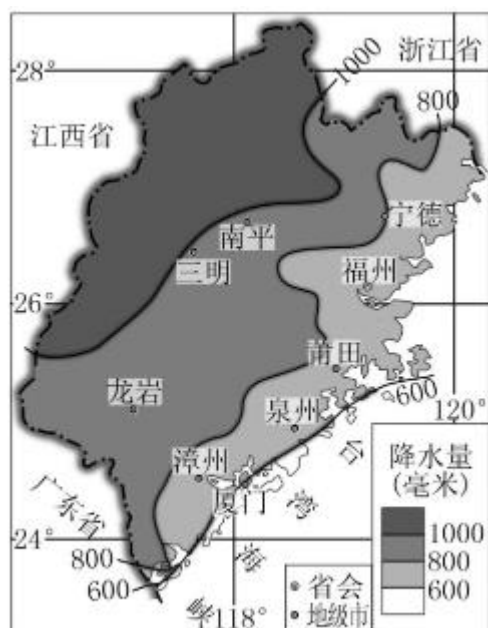 28°
浙江省
1000
800
江西省
宁德
南平
三明
福州
26°
莆田
600
龙岩
泉州
120°
台
漳州
降水量
(毫米)
广东省
厦门
湾
1000
24°
800
海
800
600
600
省会
峡
118°
地级市